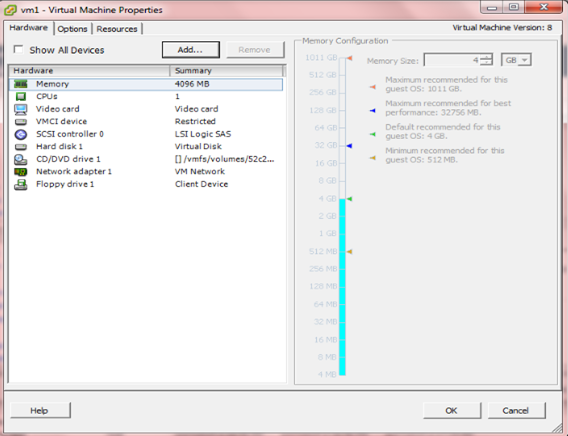 vm1 - Virtual Machine Properties
Hardware Options Resources
Virtual Machine Version: 8
Show All Devices
Add...
Remove
Hardware Summary
Memory 4096 MB
CPUs 1
Video card Video card
VMCI device Restricted
SCSI controller 0 LSI Logic SAS
Hard disk 1 Virtual Disk
CD/DVD drive 1 [] /vmfs/volumes/52c2...
Network adapter 1 VM Network
Floppy drive 1 Client Device
Memory Configuration
1011 GB
512 GB
256 GB
128 GB
64 GB
32 GB
16 GB
8 GB
4 GB
2 GB
1 GB
512 MB
256 MB
128 MB
64 MB
32 MB
16 MB
8 MB
4 MB
Memory Size: 4 GB
Maximum recommended for this
guest OS: 1011 GB.
Maximum recommended for best
performance: 32756 MB.
Default recommended for this
guest OS: 4 GB.
Minimum recommended for this
guest OS: 512 MB.
Help
OK
Cancel